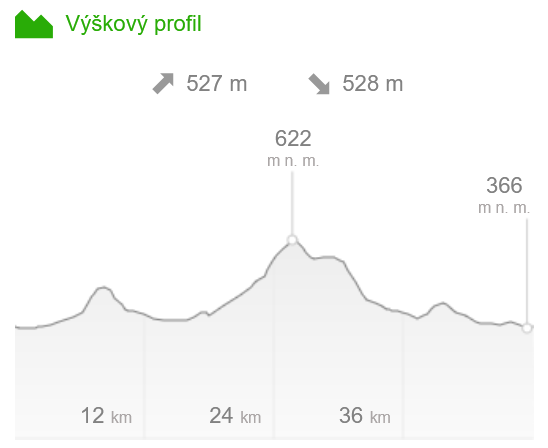 Výškový profil
527 m 528 m
622
m n. m.
366
m n. m.
12 km 24 km 36 km